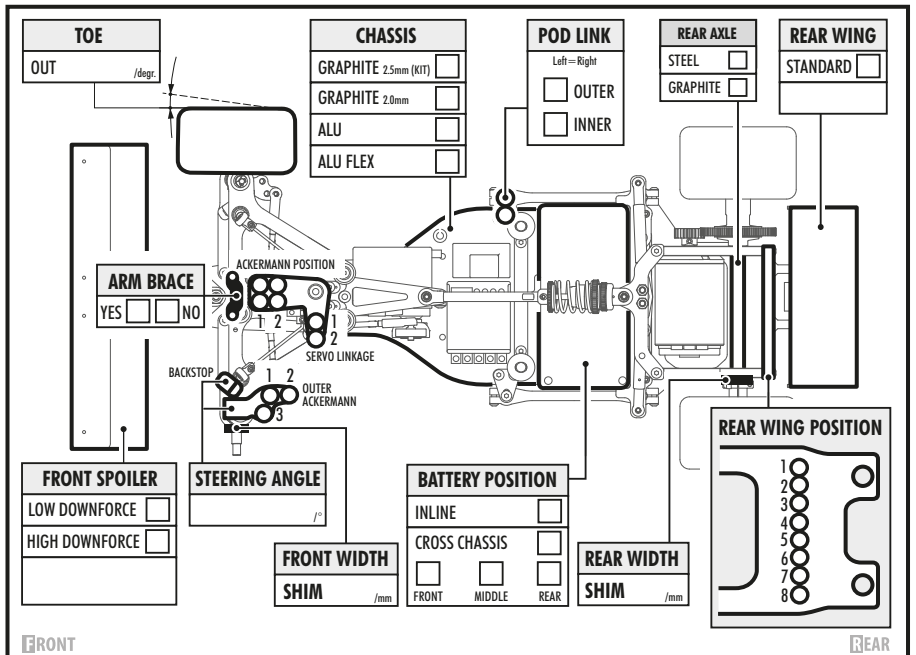 TOE
OUT /degr.
CHASSIS
GRAPHITE 2.5mm (KIT)
GRAPHITE 2.0mm
ALU
ALU FLEX
POD LINK
Left=Right
OUTER
INNER
REAR AXLE
STEEL
GRAPHITE
REAR WING
STANDARD
ARM BRACE
YES NO
ACKERMANN POSITION
1 2
1
2
SERVO LINKAGE
BACKSTOP
1 2
3
OUTER
ACKERMANN
FRONT SPOILER
LOW DOWNFORCE
HIGH DOWNFORCE
STEERING ANGLE
/°
FRONT WIDTH
SHIM /mm
BATTERY POSITION
INLINE
CROSS CHASSIS
FRONT MIDDLE REAR
REAR WIDTH
SHIM /mm
REAR WING POSITION
1
2
3
4
5
6
7
8
FRONT
REAR